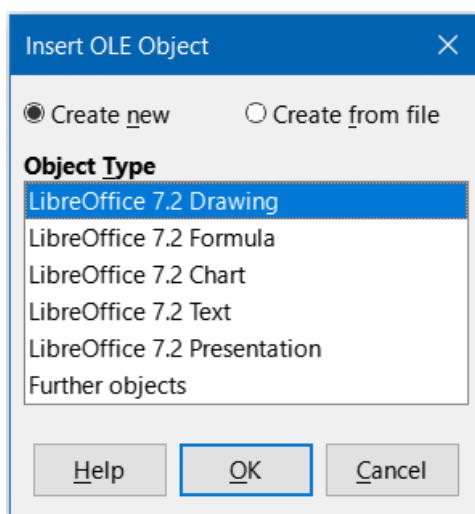 Insert OLE Object
Create new Create from file
Object Type
LibreOffice 7.2 Drawing
LibreOffice 7.2 Formula
LibreOffice 7.2 Chart
LibreOffice 7.2 Text
LibreOffice 7.2 Presentation
Further objects
Help OK Cancel